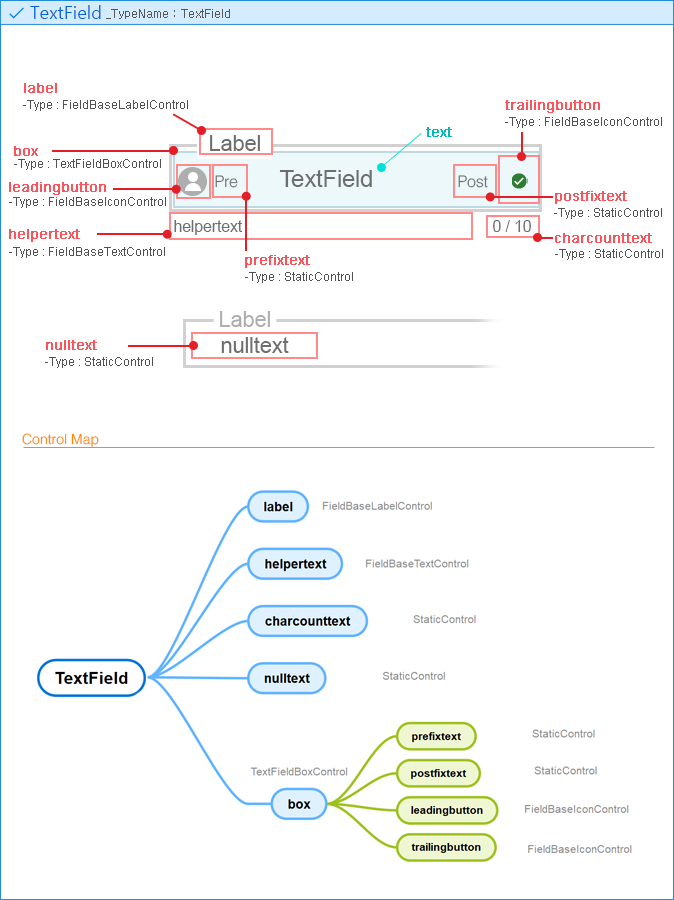 TextField _TypeName : TextField
label
-Type : FieldBaseLabelControl
trailingbutton
-Type : FieldBaseIconControl
text
Label
box
-Type : TextFieldBoxControl
leadingbutton
-Type : FieldBaseIconControl
Pre
TextField
Post
postfixtext
-Type : StaticControl
helpertext
-Type : FieldBaseTextControl
helpertext
0 / 10
charcounttext
-Type : StaticControl
prefixtext
-Type : StaticControl
Label
nulltext
-Type : StaticControl
nulltext
Control Map
label
FieldBaseLabelControl
helpertext
FieldBaseTextControl
charcounttext
StaticControl
TextField
nulltext
StaticControl
prefixtext
StaticControl
TextFieldBoxControl
postfixtext
StaticControl
box
leadingbutton
FieldBaseIconControl
trailingbutton
FieldBaseIconControl